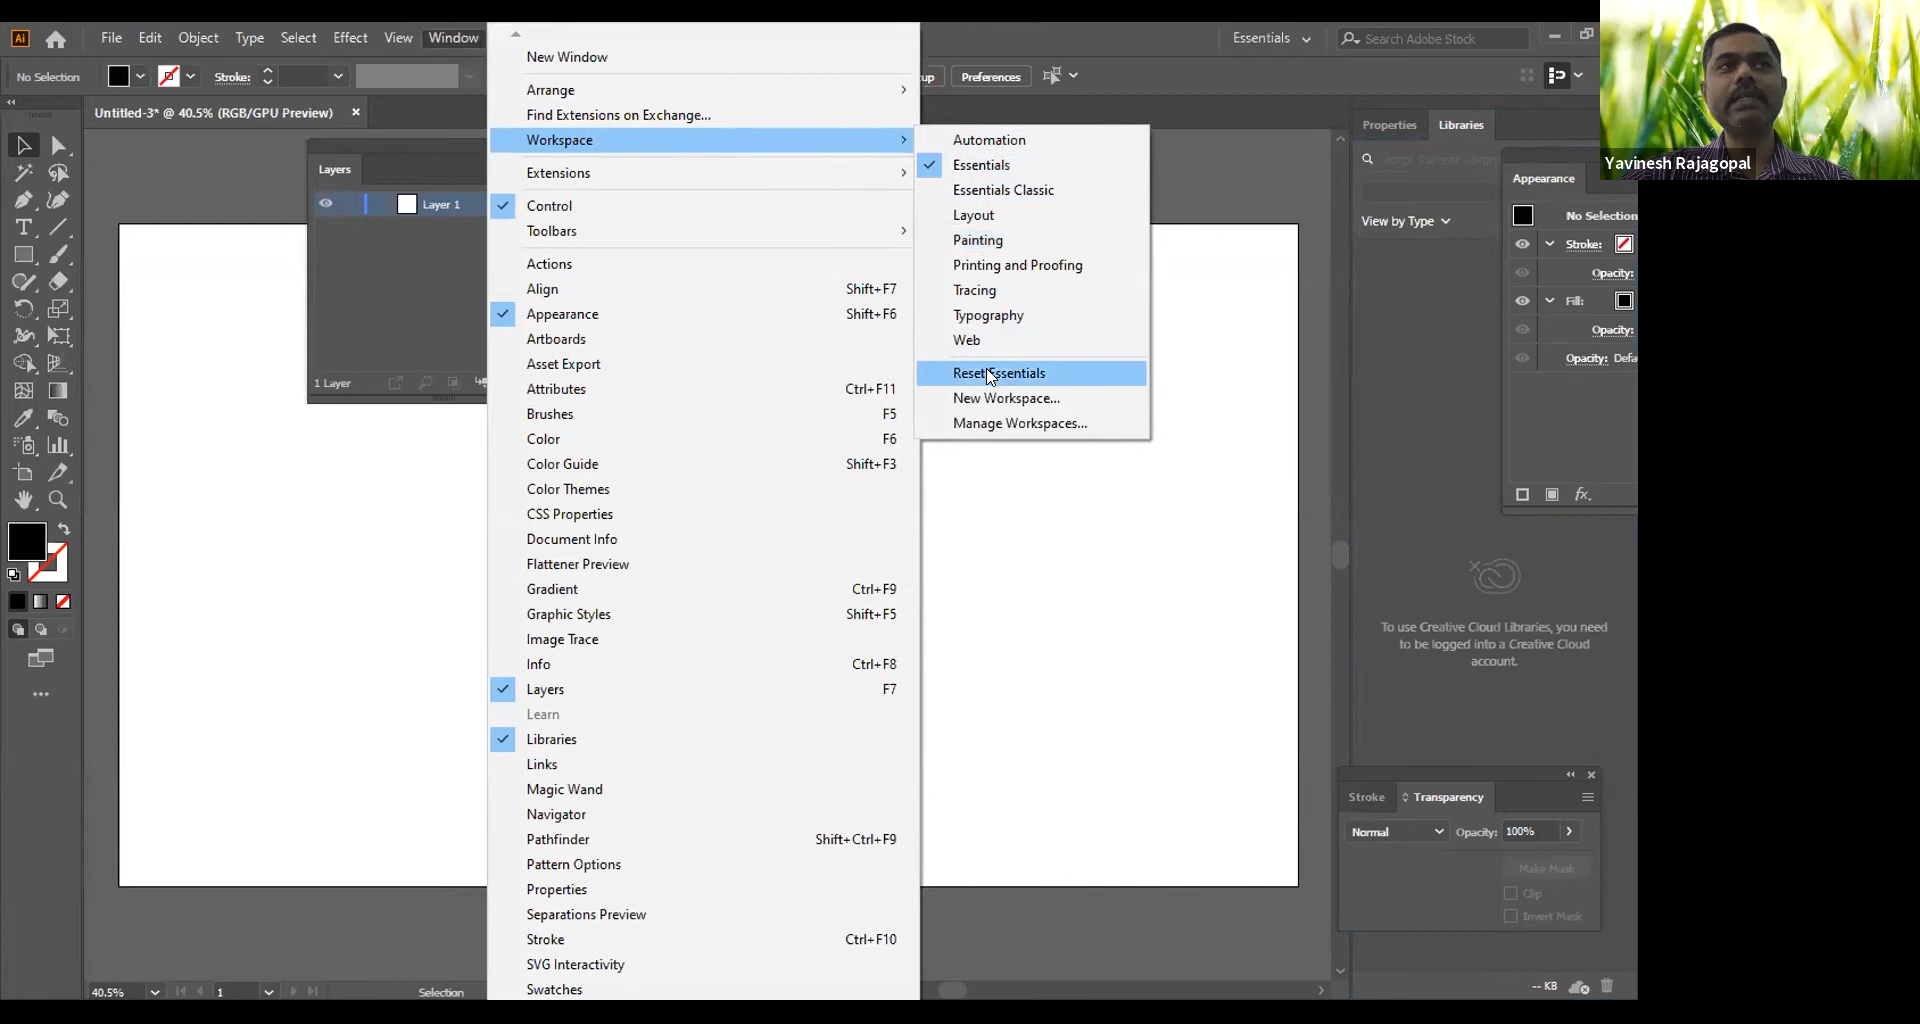 Ai File Edit Object Type Select Effect View Window
Essentials
Search Adobe Stock
No Selection
Stroke:
Preferences
Untitled-3* @ 40.5% (RGB/GPU Preview) ×
Layers
Layer 1
1 Layer
New Window
Arrange
Find Extensions on Exchange...
Workspace
Extensions
Control
Toolbars
Actions
Align Shift+F7
Appearance Shift+F6
Artboards
Asset Export
Attributes Ctrl+F11
Brushes F5
Color F6
Color Guide Shift+F3
Color Themes
CSS Properties
Document Info
Flattener Preview
Gradient Ctrl+F9
Graphic Styles Shift+F5
Image Trace
Info Ctrl+F8
Layers F7
Learn
Libraries
Links
Magic Wand
Navigator
Pathfinder Shift+Ctrl+F9
Pattern Options
Properties
Separations Preview
Stroke Ctrl+F10
SVG Interactivity
Swatches
Automation
Essentials
Essentials Classic
Layout
Painting
Printing and Proofing
Tracing
Typography
Web
Reset Essentials
New Workspace...
Manage Workspaces...
Properties Libraries
Search Current
View by Type
Appearance
No Selection
Stroke:
Opacity:
Fill:
Opacity:
Opacity: Defa
fx
To use Creative Cloud Libraries, you need
to be logged into a Creative Cloud
account.
Stroke Transparency
Normal Opacity: 100%
Make Mask
Clip
Invert Mask
-- KB
40.5% 1 Selection
Yavinesh Rajagopal